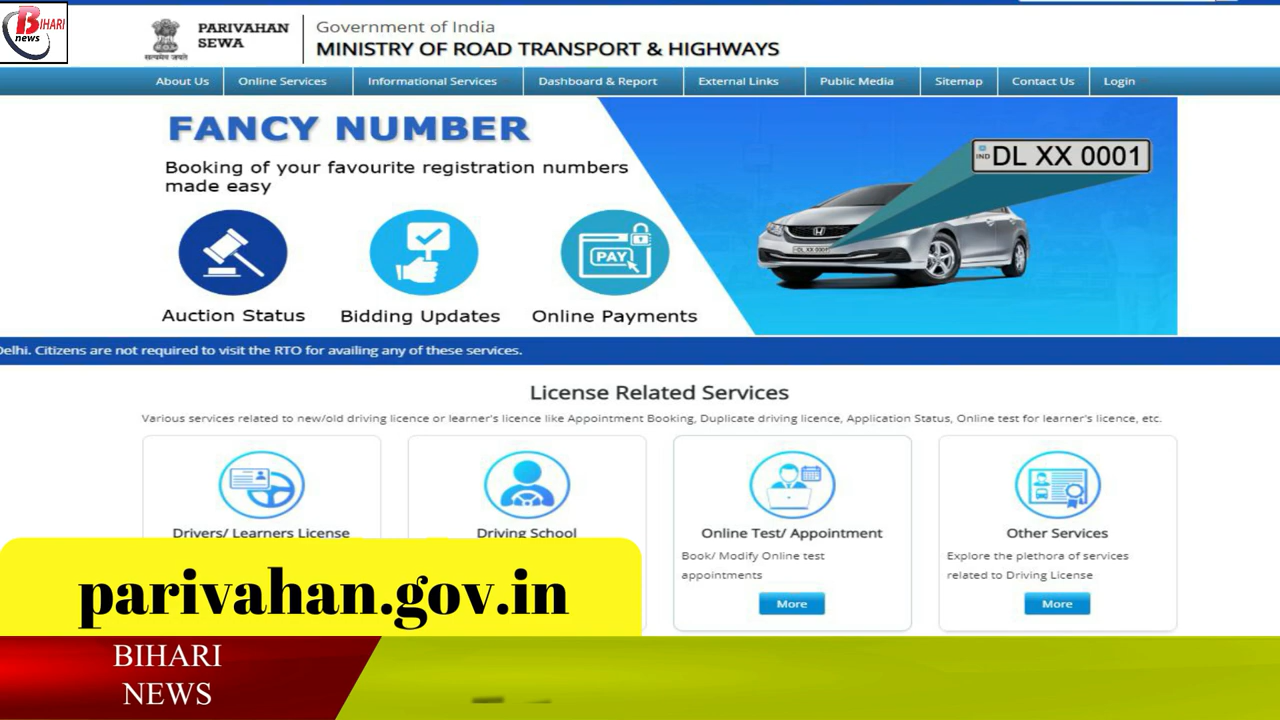 BIHARI
news
सत्यमेव जयते
PARIVAHAN
SEWA
Government of India
MINISTRY OF ROAD TRANSPORT & HIGHWAYS
About Us
Online Services
Informational Services
Dashboard & Report
External Links
Public Media
Sitemap
Contact Us
Login
FANCY NUMBER
Booking of your favourite registration numbers
made easy
Auction Status
Bidding Updates
PAY
Online Payments
IND DL XX 0001
DL XX 0001
Delhi. Citizens are not required to visit the RTO for availing any of these services.
License Related Services
Various services related to new/old driving licence or learner's licence like Appointment Booking, Duplicate driving licence, Application Status, Online test for learner's licence, etc.
Drivers/ Learners License
Driving School
Online Test/ Appointment
Book/ Modify Online test
appointments
More
Other Services
Explore the plethora of services
related to Driving License
More
parivahan.gov.in
BIHARI
NEWS